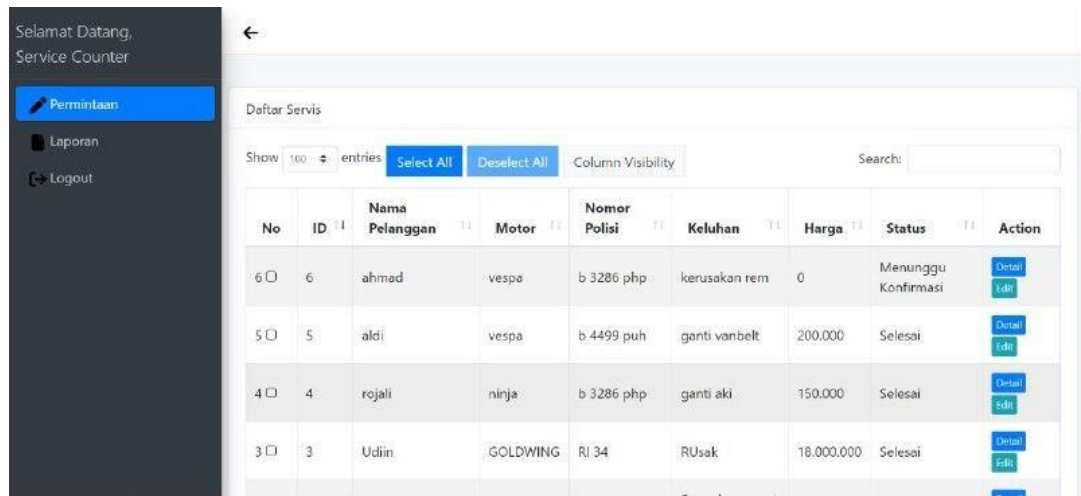 Selamat Datang,
Service Counter
Permintaan
Laporan
Logout
Daftar Servis
Show 100 entries Select All Deselect All Column Visibility Search:
No ID Nama Pelanggan Motor Nomor Polisi Keluhan Harga Status Action
6 6 ahmad vespa b 3286 php kerusakan rem 0 Menunggu Konfirmasi Detail Edit
5 5 aldi vespa b 4499 puh ganti vanbelt 200.000 Selesai Detail Edit
4 4 rojali ninja b 3286 php ganti aki 150.000 Selesai Detail Edit
3 3 Udiin GOLDWING RI 34 RUsak 18.000.000 Selesai Detail Edit